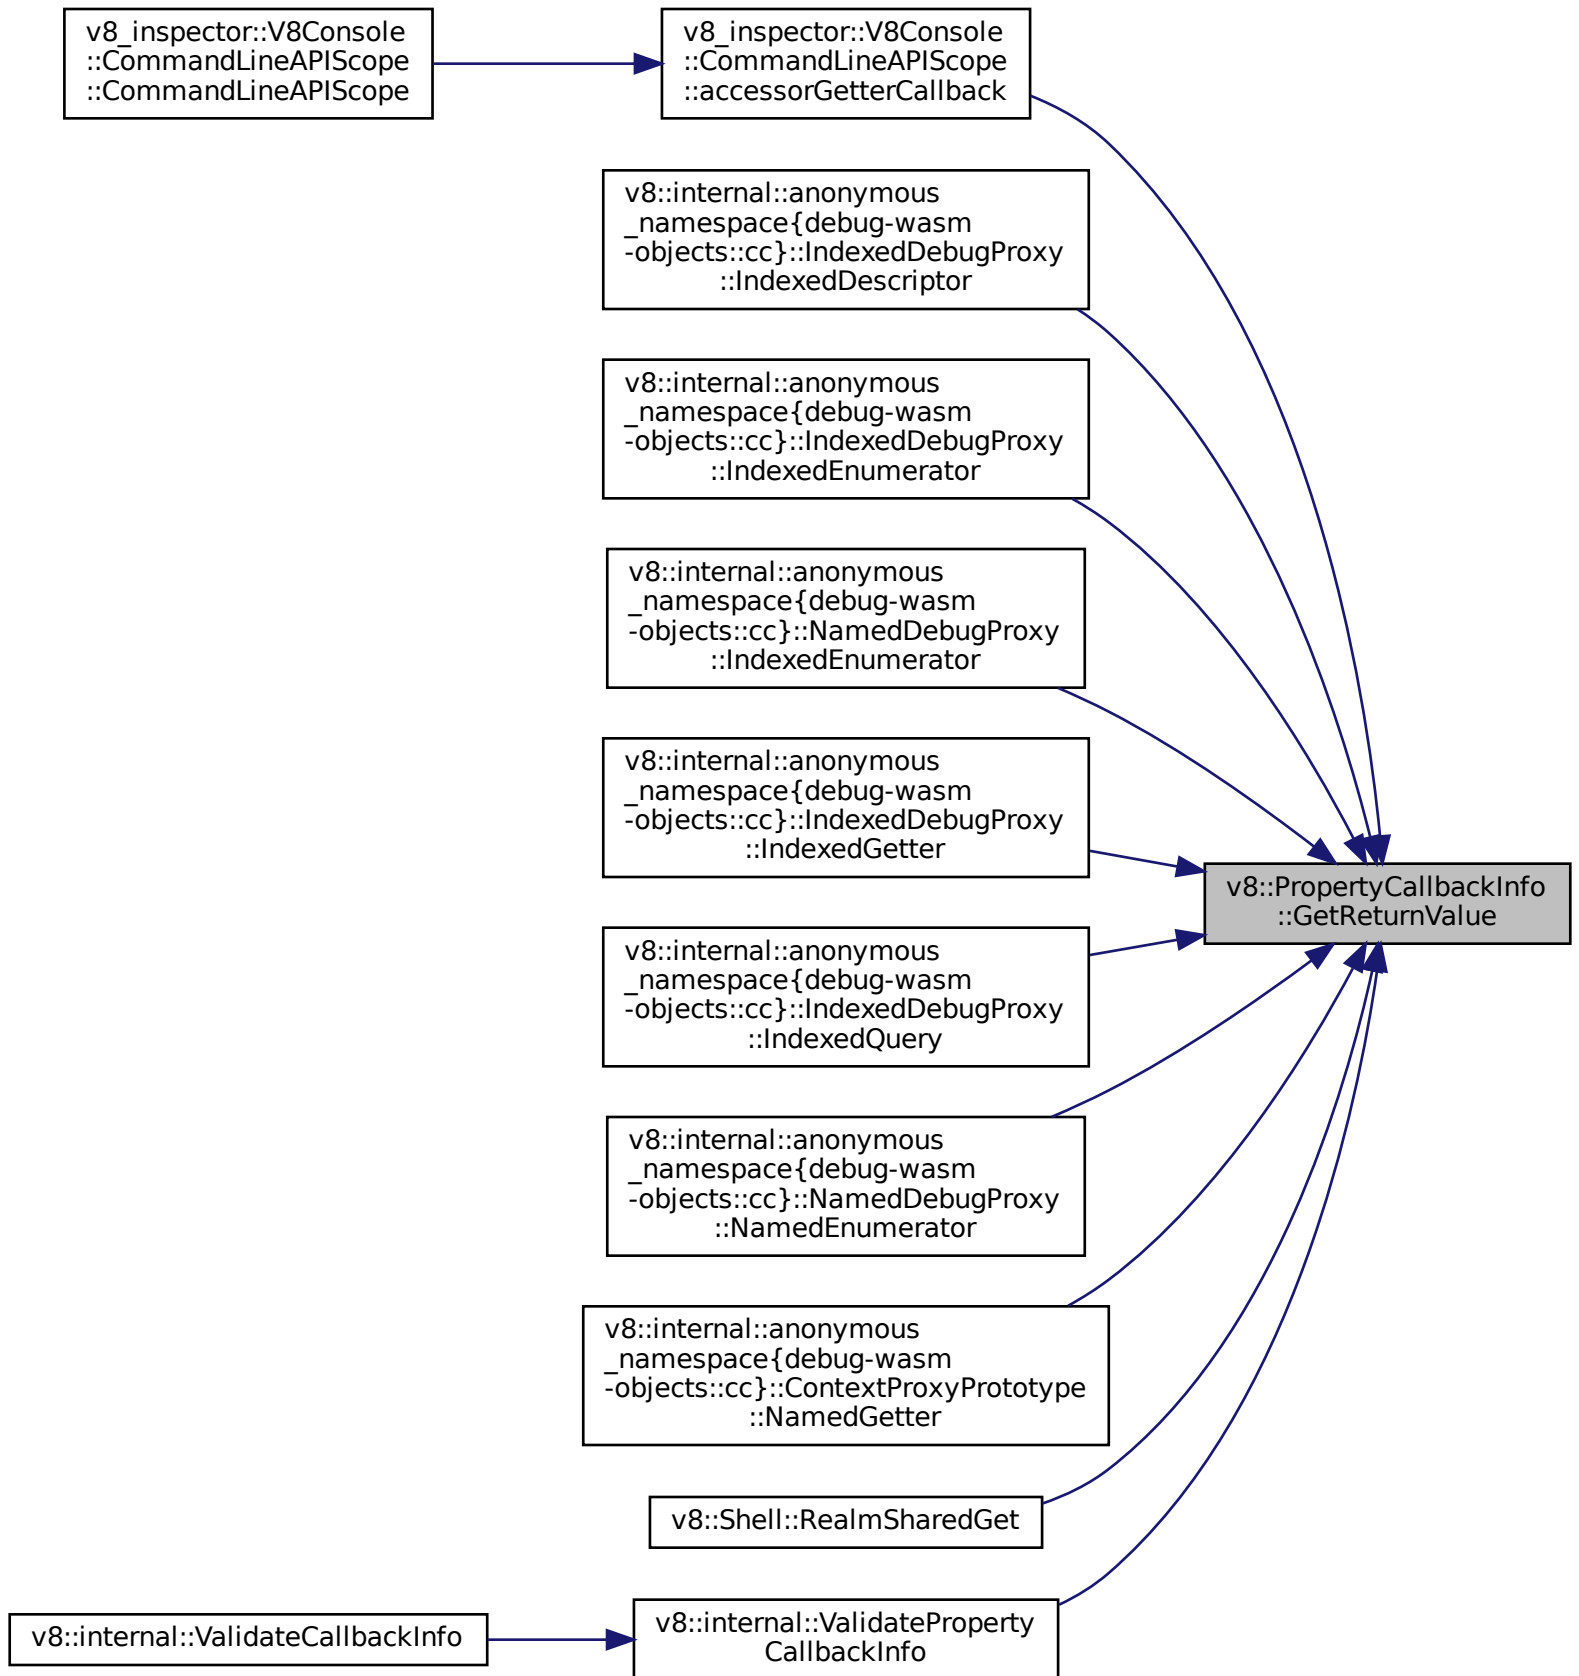 v8_inspector::V8Console
::CommandLineAPIScope
::CommandLineAPIScope
v8_inspector::V8Console
::CommandLineAPIScope
::accessorGetterCallback
v8::internal::anonymous
_namespace{debug-wasm
-objects::cc}::IndexedDebugProxy
::IndexedDescriptor
v8::internal::anonymous
_namespace{debug-wasm
-objects::cc}::IndexedDebugProxy
::IndexedEnumerator
v8::internal::anonymous
_namespace{debug-wasm
-objects::cc}::NamedDebugProxy
::IndexedEnumerator
v8::internal::anonymous
_namespace{debug-wasm
-objects::cc}::IndexedDebugProxy
::IndexedGetter
v8::PropertyCallbackInfo
::GetReturnValue
v8::internal::anonymous
_namespace{debug-wasm
-objects::cc}::IndexedDebugProxy
::IndexedQuery
v8::internal::anonymous
_namespace{debug-wasm
-objects::cc}::NamedDebugProxy
::NamedEnumerator
v8::internal::anonymous
_namespace{debug-wasm
-objects::cc}::ContextProxyPrototype
::NamedGetter
v8::Shell::RealmSharedGet
v8::internal::ValidateCallbackInfo
v8::internal::ValidateProperty
CallbackInfo